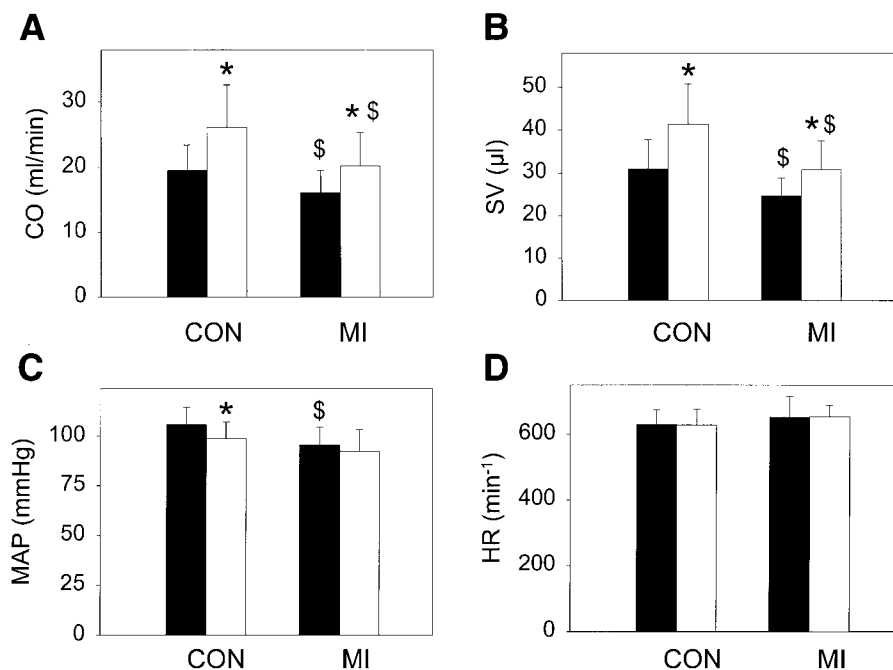 A
CO (ml/min)
30
20
10
0
*
$
* $
CON MI
B
SV (µl)
50
40
30
20
10
0
*
$
*$
CON MI
C
MAP (mmHg)
100
75
50
25
0
*
$
CON MI
D
HR (min-1)
600
400
200
0
CON MI